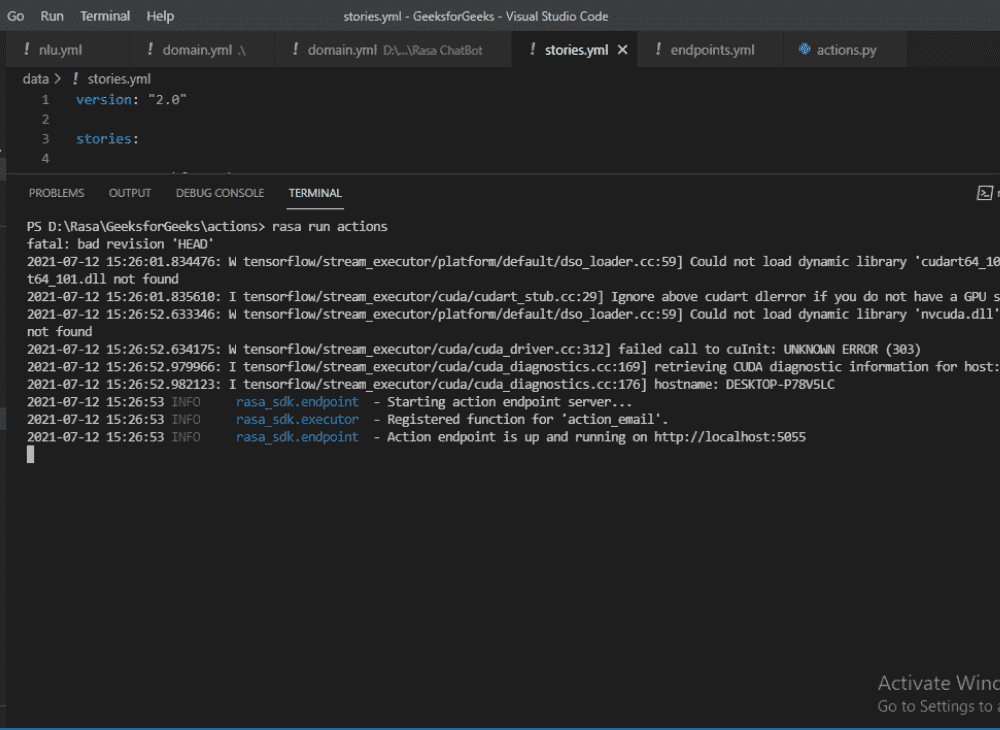 Go Run Terminal Help stories.yml - GeeksforGeeks - Visual Studio Code
! nlu.yml ! domain.yml .\ ! domain.yml D:\...\Rasa ChatBot ! stories.yml ✕ ! endpoints.yml actions.py
data > ! stories.yml
1 version: "2.0"
2
3 stories:
4
PROBLEMS OUTPUT DEBUG CONSOLE TERMINAL
PS D:\Rasa\GeeksforGeeks\actions> rasa run actions
fatal: bad revision 'HEAD'
2021-07-12 15:26:01.834476: W tensorflow/stream_executor/platform/default/dso_loader.cc:59] Could not load dynamic library 'cudart64_10
t64_101.dll not found
2021-07-12 15:26:01.835610: I tensorflow/stream_executor/cuda/cudart_stub.cc:29] Ignore above cudart dlerror if you do not have a GPU s
2021-07-12 15:26:52.633346: W tensorflow/stream_executor/platform/default/dso_loader.cc:59] Could not load dynamic library 'nvcuda.dll'
not found
2021-07-12 15:26:52.634175: W tensorflow/stream_executor/cuda/cuda_driver.cc:312] failed call to cuInit: UNKNOWN ERROR (303)
2021-07-12 15:26:52.979966: I tensorflow/stream_executor/cuda/cuda_diagnostics.cc:169] retrieving CUDA diagnostic information for host:
2021-07-12 15:26:52.982123: I tensorflow/stream_executor/cuda/cuda_diagnostics.cc:176] hostname: DESKTOP-P78V5LC
2021-07-12 15:26:53 INFO rasa_sdk.endpoint - Starting action endpoint server...
2021-07-12 15:26:53 INFO rasa_sdk.executor - Registered function for 'action_email'.
2021-07-12 15:26:53 INFO rasa_sdk.endpoint - Action endpoint is up and running on http://localhost:5055
Activate Wind
Go to Settings to a